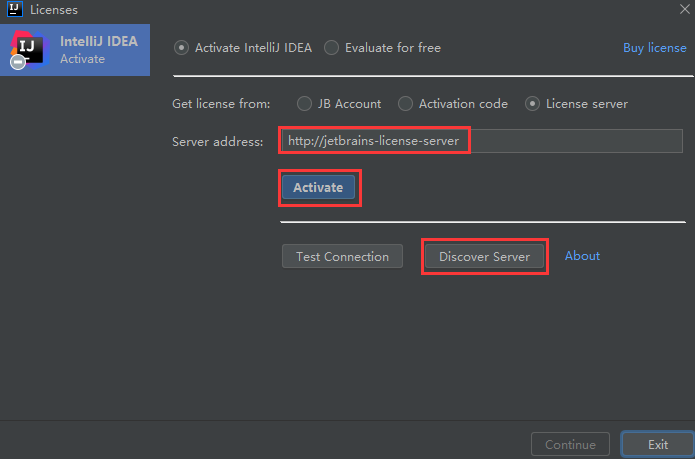 Licenses
IJ
IntelliJ IDEA
Activate
Activate IntelliJ IDEA Evaluate for free Buy license
Get license from: JB Account Activation code License server
Server address: http://jetbrains-license-server
Activate
Test Connection Discover Server About
Continue Exit